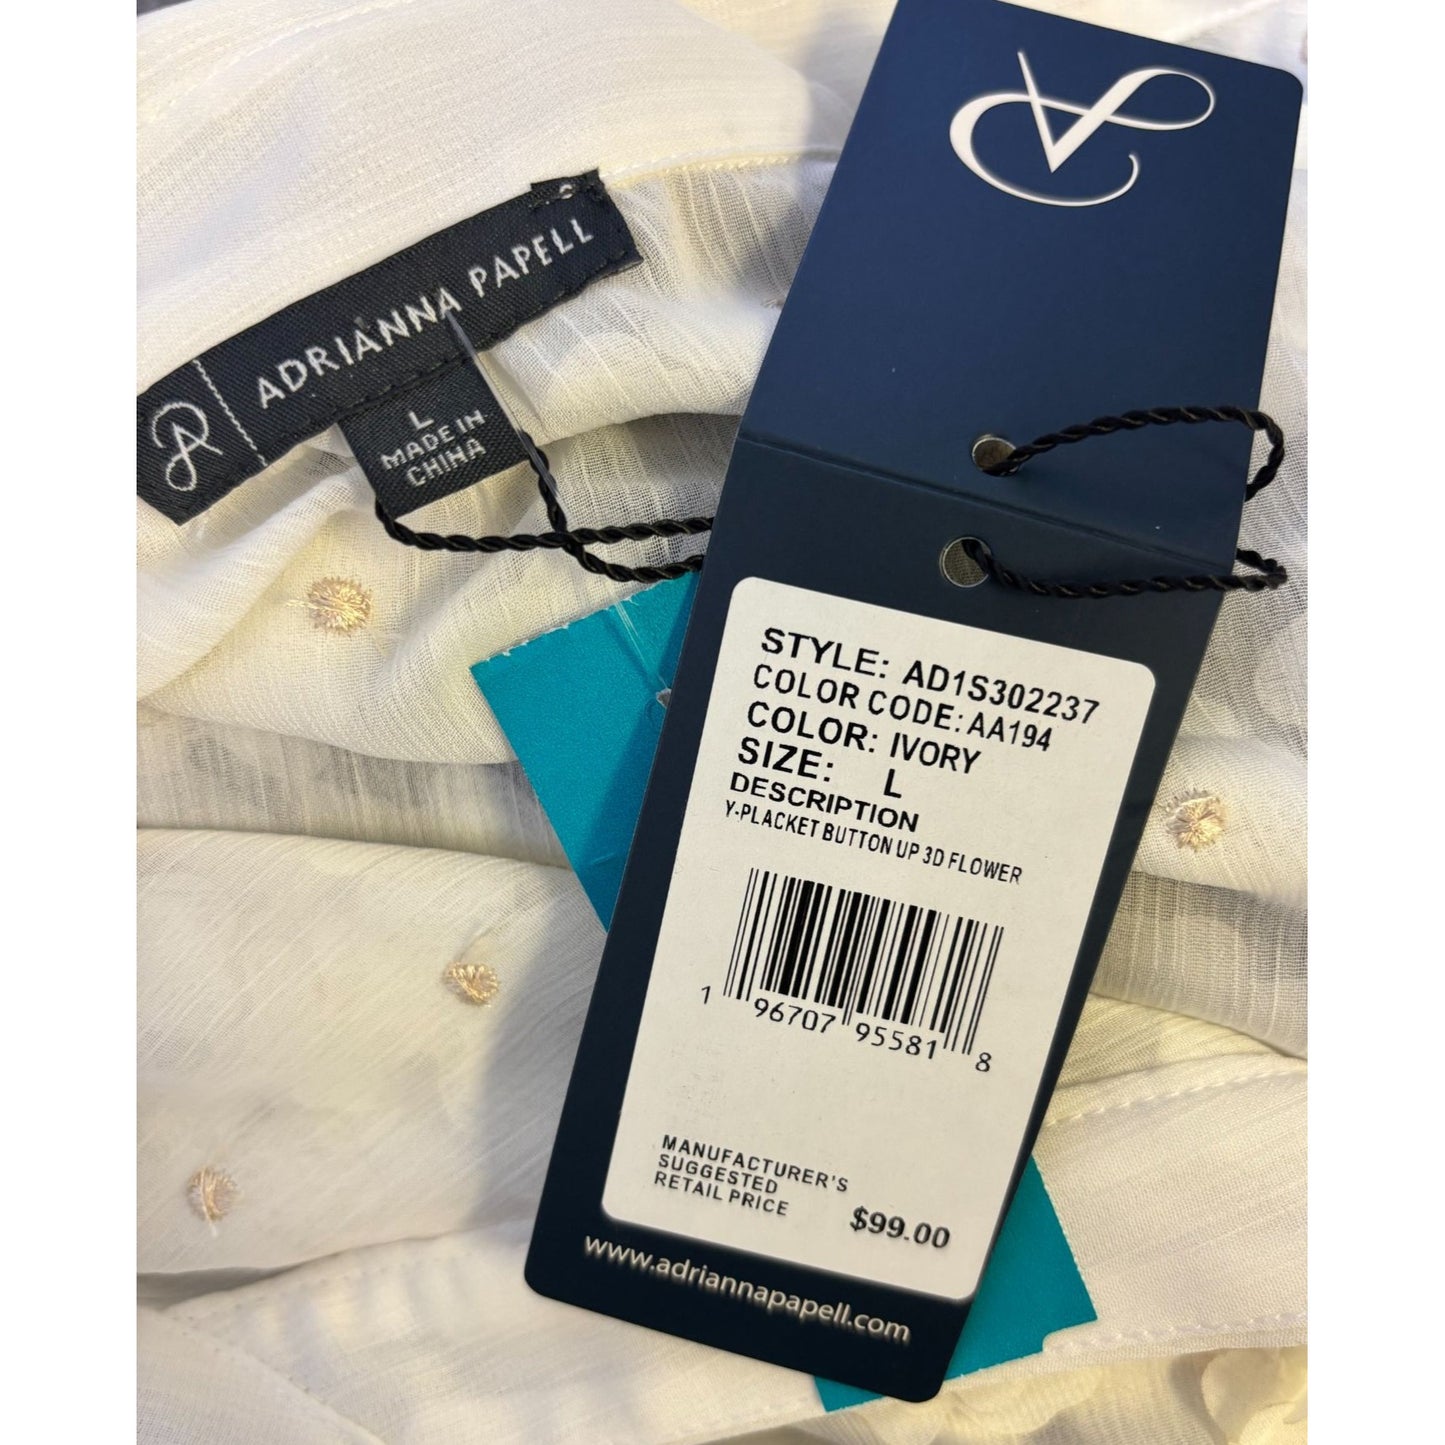 ADRIANNA PAPELL
L
MADE IN
CHINA
STYLE: AD1S302237
COLOR CODE: AA194
COLOR: IVORY
SIZE: L
DESCRIPTION
Y-PLACKET BUTTON UP 3D FLOWER
1 96707 95581 8
MANUFACTURER'S
SUGGESTED
RETAIL PRICE $99.00
www.adriannapapell.com